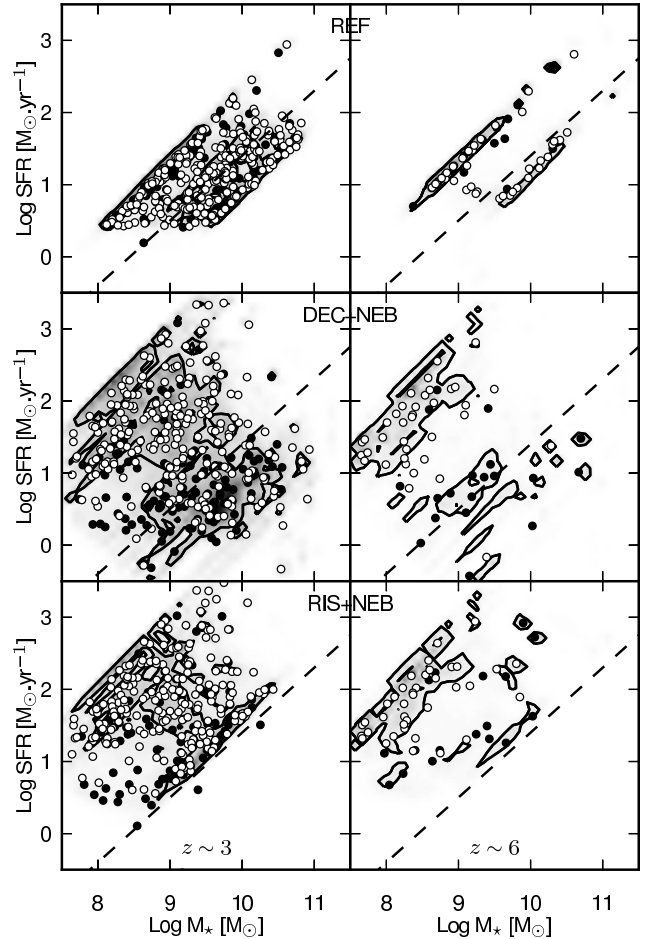 REF
Log SFR [M⊙.yr⁻¹]
3
2
1
0
DEC+NEB
Log SFR [M⊙.yr⁻¹]
3
2
1
0
RIS+NEB
Log SFR [M⊙.yr⁻¹]
3
2
1
0
z ∼ 3
z ∼ 6
8 9 10 11 8 9 10 11
Log M⋆ [M⊙] Log M⋆ [M⊙]